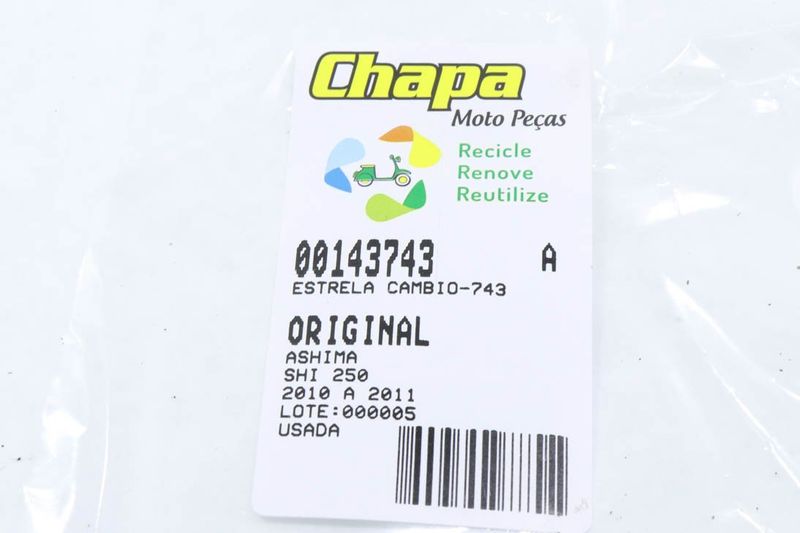 Chapa
Moto Peças
Recicle
Renove
Reutilize
00143743 A
ESTRELA CAMBIO-743
ORIGINAL
ASHIMA
SHI 250
2010 A 2011
LOTE:000005
USADA